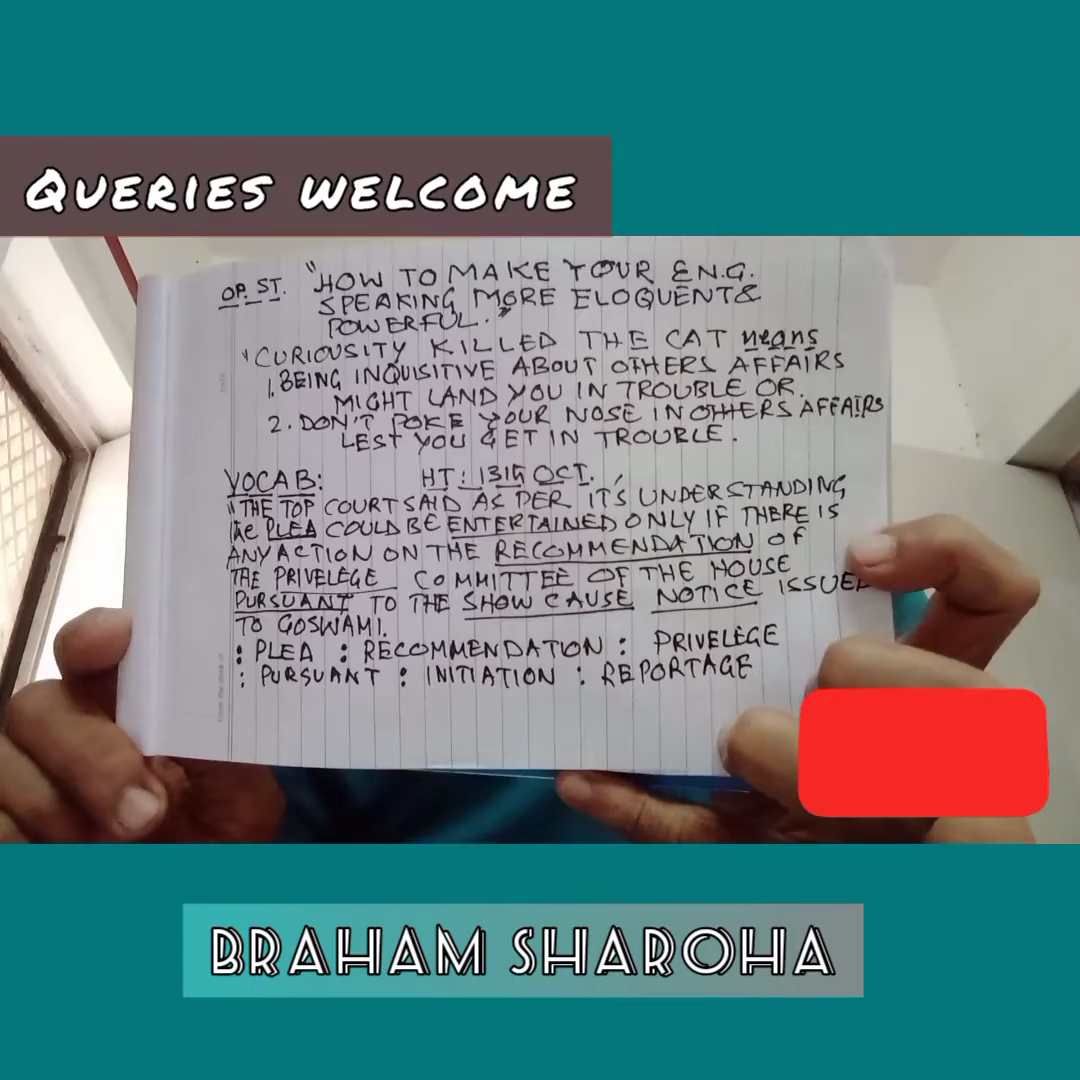 QUERIES WELCOME
OP. ST. "HOW TO MAKE YOUR ENG.
SPEAKING MORE ELOQUENT &
POWERFUL."
"CURIOUSITY KILLED THE CAT means
1. BEING INQUISITIVE ABOUT OTHERS AFFAIRS
MIGHT LAND YOU IN TROUBLE OR.
2. DON'T POKE YOUR NOSE IN OTHERS AFFAIRS
LEST YOU GET IN TROUBLE.
VOCAB: HT: OCT.
"THE TOP COURT SAID AS PER IT'S UNDERSTANDING
the PLEA COULD BE ENTERTAINED ONLY IF THERE IS
ANY ACTION ON THE RECOMMENDATION OF
THE PRIVELEGE COMMITTEE OF THE HOUSE
PURSUANT TO THE SHOW CAUSE NOTICE ISSUED
TO GOSWAMI.
: PLEA : RECOMMENDATION : PRIVELEGE
: PURSUANT : INITIATION : REPORTAGE
BRAHAM SHAROHA